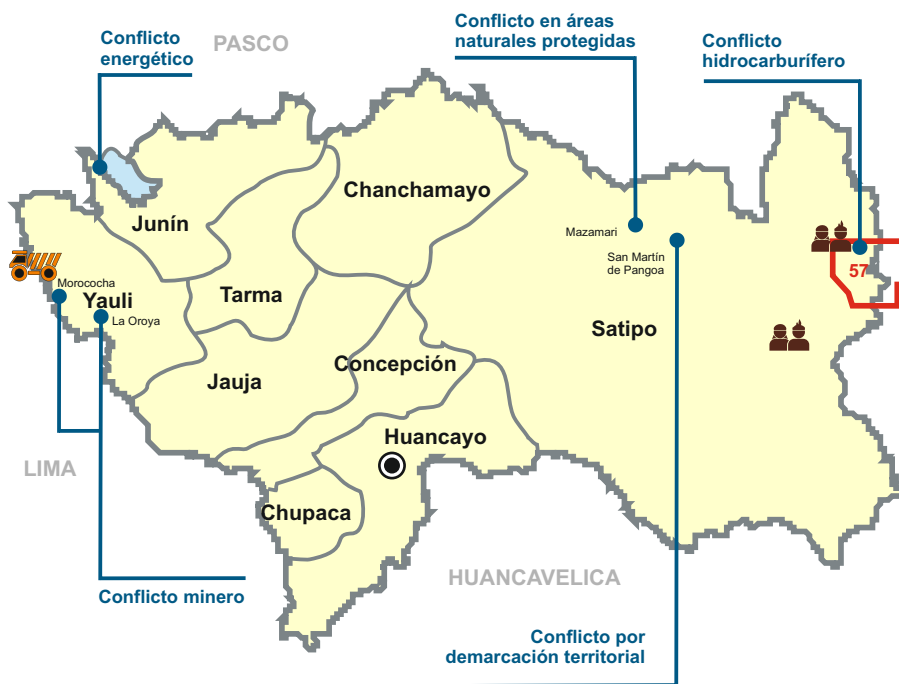 Conflicto
energético
PASCO
Conflicto en áreas
naturales protegidas
Conflicto
hidrocarburífero
Chanchamayo
Junín
Mazamari
San Martín
de Pangoa
57
Morococha
Yauli
La Oroya
Tarma
Satipo
Concepción
Jauja
Huancayo
LIMA
Chupaca
HUANCAVELICA
Conflicto minero
Conflicto por
demarcación territorial